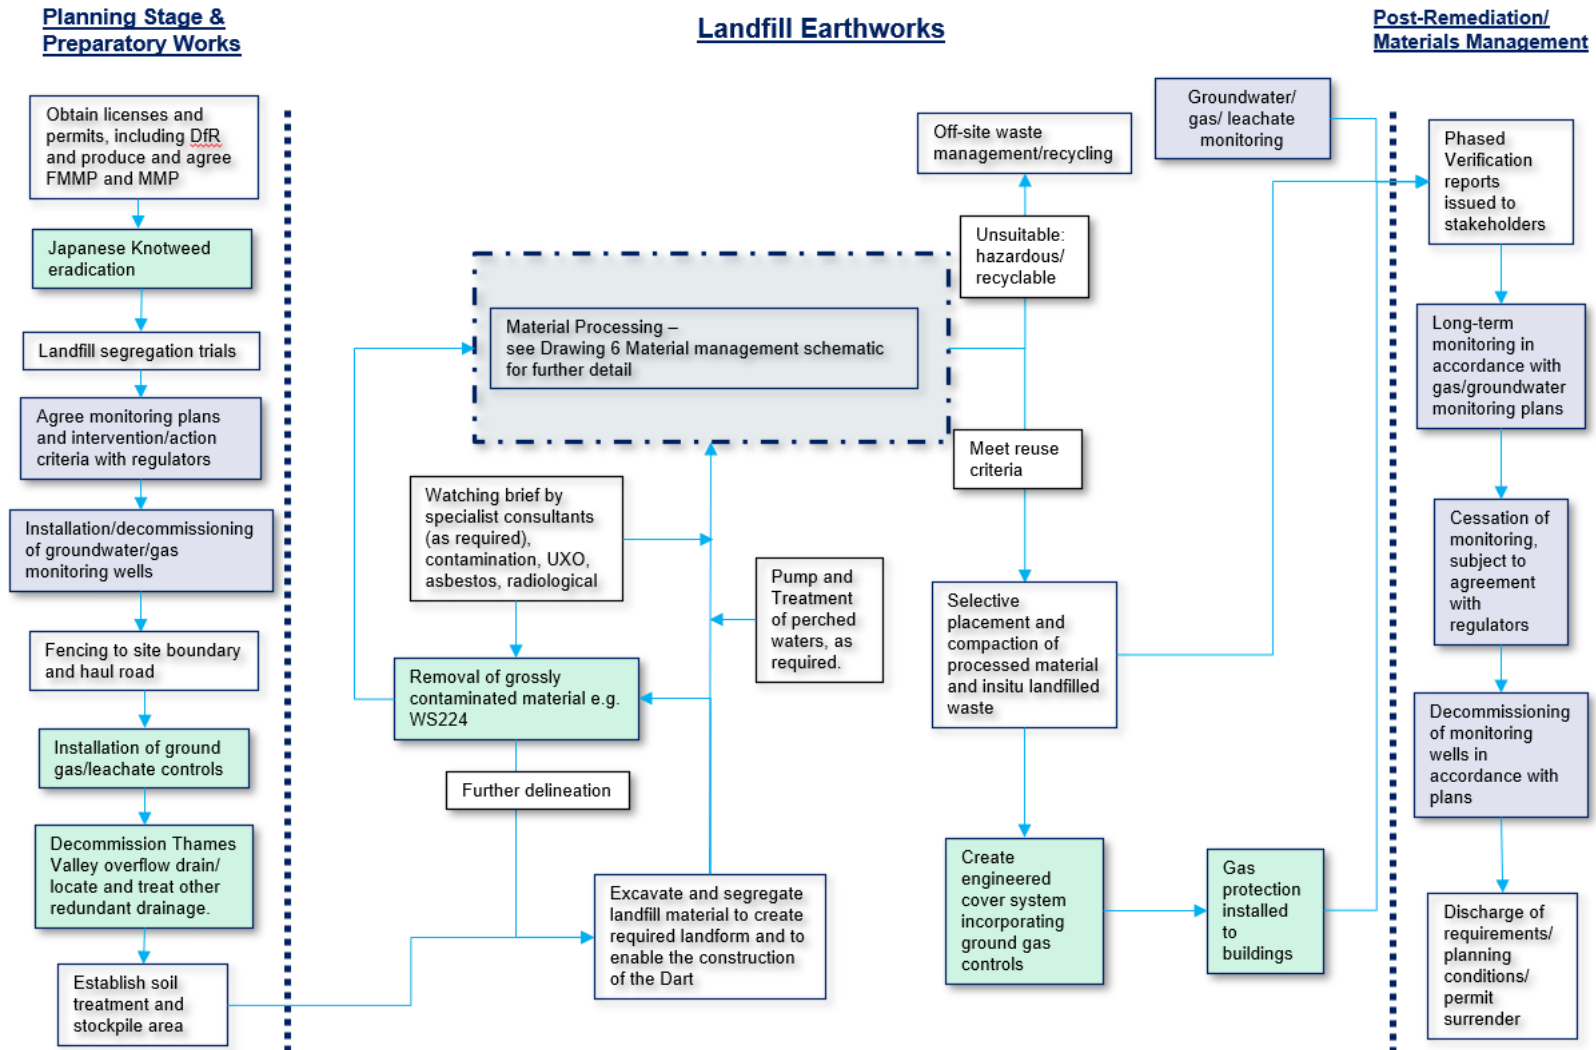 Planning Stage &
Preparatory Works
Obtain licenses and
permits, including DfR
and produce and agree
FMMP and MMP
Japanese Knotweed
eradication
Landfill segregation trials
Agree monitoring plans
and intervention/action
criteria with regulators
Installation/decommissioning
of groundwater/gas
monitoring wells
Fencing to site boundary
and haul road
Installation of ground
gas/leachate controls
Decommission Thames
Valley overflow drain/
locate and treat other
redundant drainage.
Establish soil
treatment and
stockpile area
Landfill Earthworks
Material Processing –
see Drawing 6 Material management schematic
for further detail
Watching brief by
specialist consultants
(as required),
contamination, UXO,
asbestos, radiological
Pump and
Treatment
of perched
waters, as
required.
Removal of grossly
contaminated material e.g.
WS224
Further delineation
Excavate and segregate
landfill material to create
required landform and to
enable the construction
of the Dart
Off-site waste
management/recycling
Unsuitable:
hazardous/
recyclable
Meet reuse
criteria
Selective
placement and
compaction of
processed material
and insitu landfilled
waste
Create
engineered
cover system
incorporating
ground gas
controls
Gas
protection
installed
to
buildings
Groundwater/
gas/ leachate
monitoring
Post-Remediation/
Materials Management
Phased
Verification
reports
issued to
stakeholders
Long-term
monitoring in
accordance with
gas/groundwater
monitoring plans
Cessation of
monitoring,
subject to
agreement
with
regulators
Decommissioning
of monitoring
wells in
accordance with
plans
Discharge of
requirements/
planning
conditions/
permit
surrender